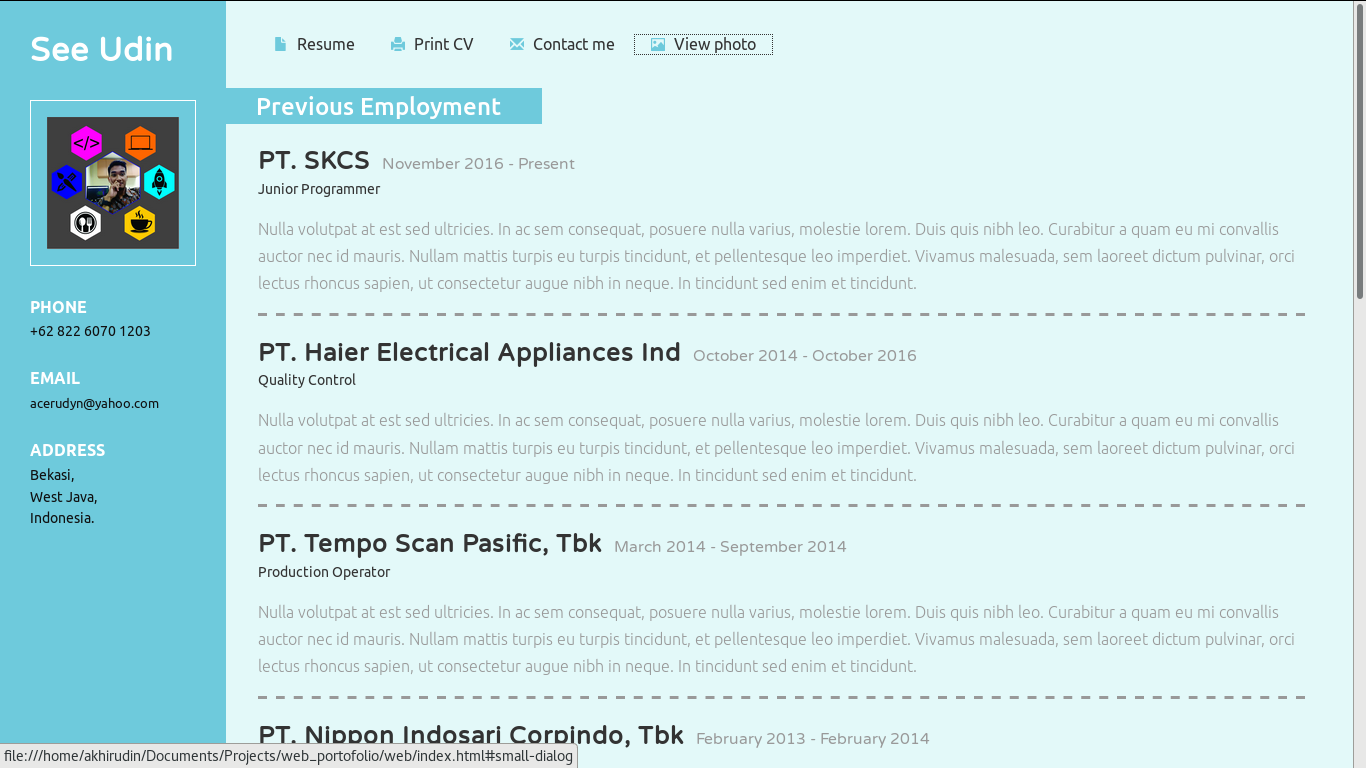 See Udin
Resume
Print CV
Contact me
View photo
</>
PHONE
+62 822 6070 1203
EMAIL
acerudyn@yahoo.com
ADDRESS
Bekasi,
West Java,
Indonesia.
Previous Employment
PT. SKCS November 2016 - Present
Junior Programmer
Nulla volutpat at est sed ultricies. In ac sem consequat, posuere nulla varius, molestie lorem. Duis quis nibh leo. Curabitur a quam eu mi convallis
auctor nec id mauris. Nullam mattis turpis eu turpis tincidunt, et pellentesque leo imperdiet. Vivamus malesuada, sem laoreet dictum pulvinar, orci
lectus rhoncus sapien, ut consectetur augue nibh in neque. In tincidunt sed enim et tincidunt.
PT. Haier Electrical Appliances Ind October 2014 - October 2016
Quality Control
Nulla volutpat at est sed ultricies. In ac sem consequat, posuere nulla varius, molestie lorem. Duis quis nibh leo. Curabitur a quam eu mi convallis
auctor nec id mauris. Nullam mattis turpis eu turpis tincidunt, et pellentesque leo imperdiet. Vivamus malesuada, sem laoreet dictum pulvinar, orci
lectus rhoncus sapien, ut consectetur augue nibh in neque. In tincidunt sed enim et tincidunt.
PT. Tempo Scan Pasific, Tbk March 2014 - September 2014
Production Operator
Nulla volutpat at est sed ultricies. In ac sem consequat, posuere nulla varius, molestie lorem. Duis quis nibh leo. Curabitur a quam eu mi convallis
auctor nec id mauris. Nullam mattis turpis eu turpis tincidunt, et pellentesque leo imperdiet. Vivamus malesuada, sem laoreet dictum pulvinar, orci
lectus rhoncus sapien, ut consectetur augue nibh in neque. In tincidunt sed enim et tincidunt.
PT. Nippon Indosari Corpindo, Tbk February 2013 - February 2014
file:///home/akhirudin/Documents/Projects/web_portofolio/web/index.html#small-dialog